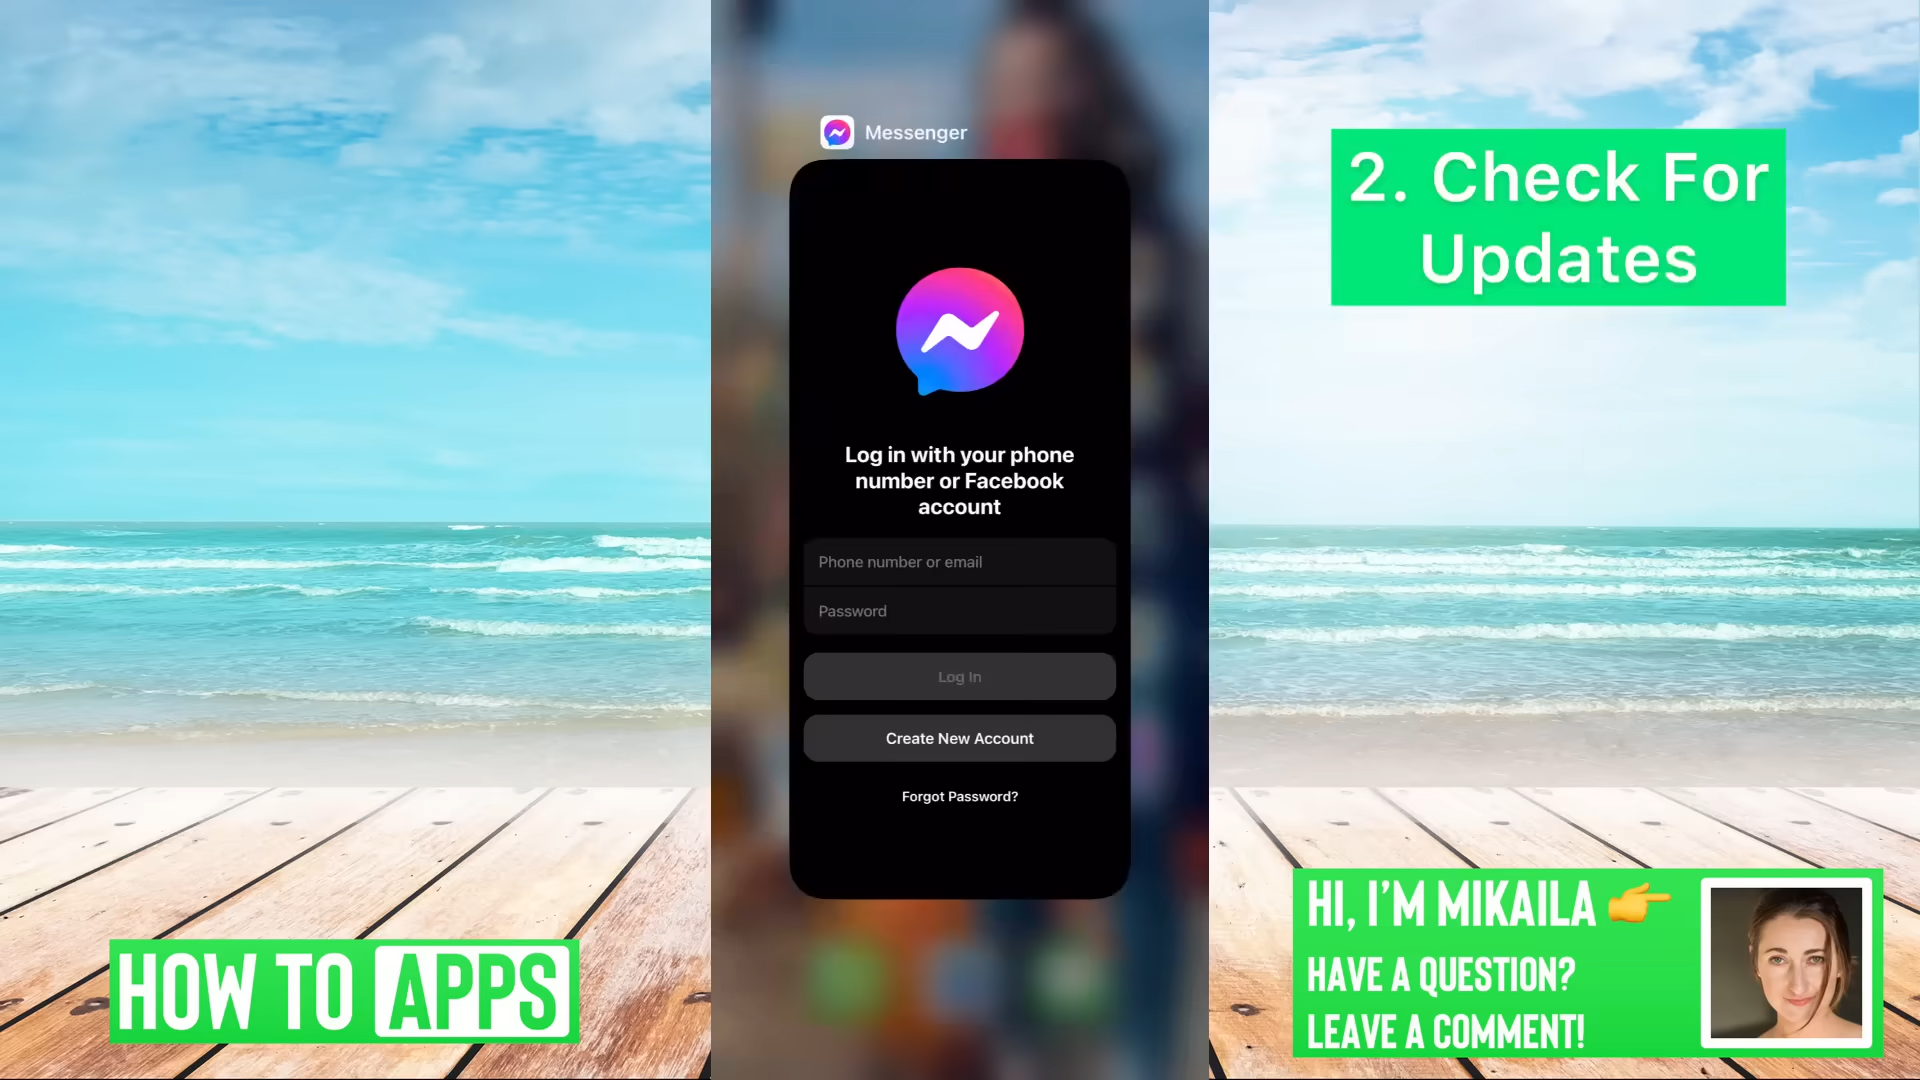 Messenger
2. Check For
Updates
Log in with your phone
number or Facebook
account
Phone number or email
Password
Log In
Create New Account
Forgot Password?
HOW TO APPS
HI, I'M MIKAILA 👉
HAVE A QUESTION?
LEAVE A COMMENT!